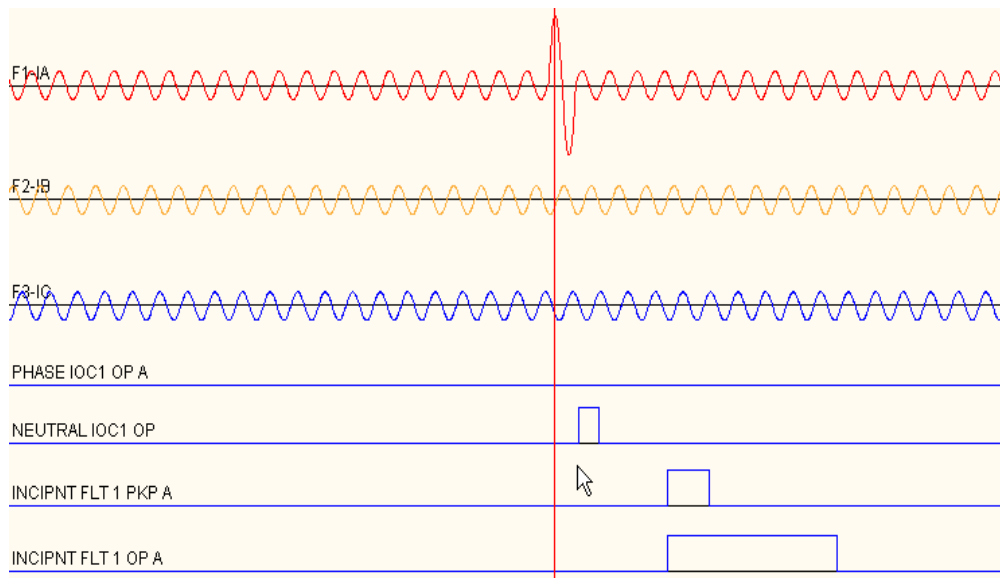 F1-IA
F2-IB
F3-IC
PHASE IOC1 OP A
NEUTRAL IOC1 OP
INCIPNT FLT 1 PKP A
INCIPNT FLT 1 OP A